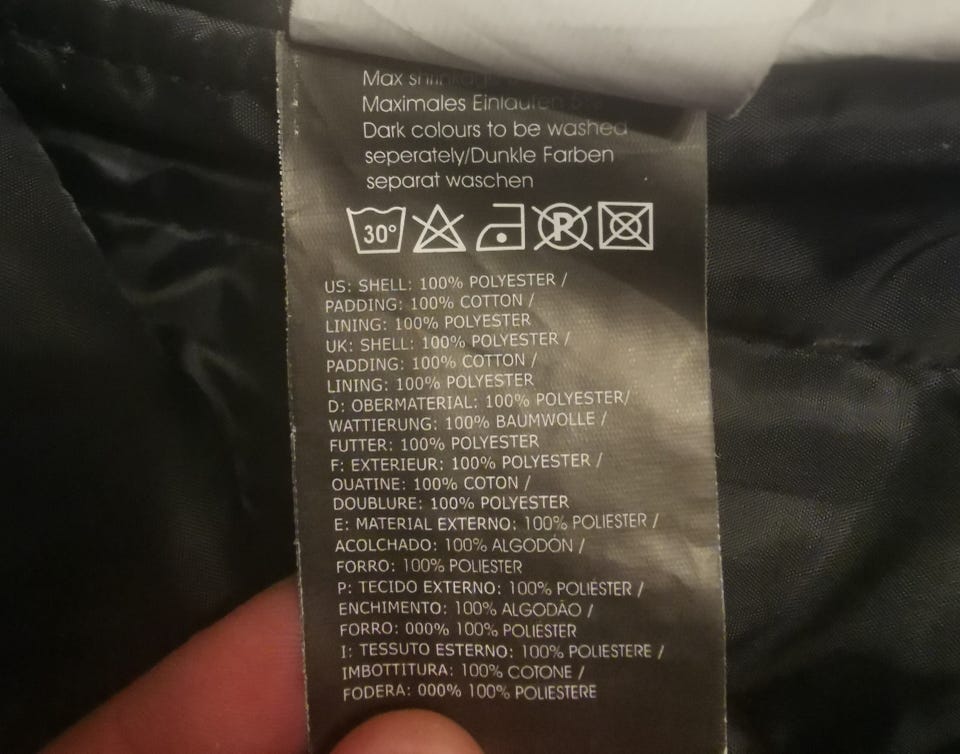 Max shrinkage
Maximales Einlaufen 5%
Dark colours to be washed
seperately/Dunkle Farben
separat waschen
30° P
US: SHELL: 100% POLYESTER /
PADDING: 100% COTTON /
LINING: 100% POLYESTER
UK: SHELL: 100% POLYESTER /
PADDING: 100% COTTON /
LINING: 100% POLYESTER
D: OBERMATERIAL: 100% POLYESTER/
WATTIERUNG: 100% BAUMWOLLE /
FUTTER: 100% POLYESTER
F: EXTERIEUR: 100% POLYESTER /
OUATINE: 100% COTON /
DOUBLURE: 100% POLYESTER
E: MATERIAL EXTERNO: 100% POLIESTER /
ACOLCHADO: 100% ALGODÓN /
FORRO: 100% POLIESTER
P: TECIDO EXTERNO: 100% POLIÉSTER /
ENCHIMENTO: 100% ALGODÃO /
FORRO: 000% 100% POLIÉSTER
I: TESSUTO ESTERNO: 100% POLIESTERE /
IMBOTTITURA: 100% COTONE /
FODERA: 000% 100% POLIESTERE